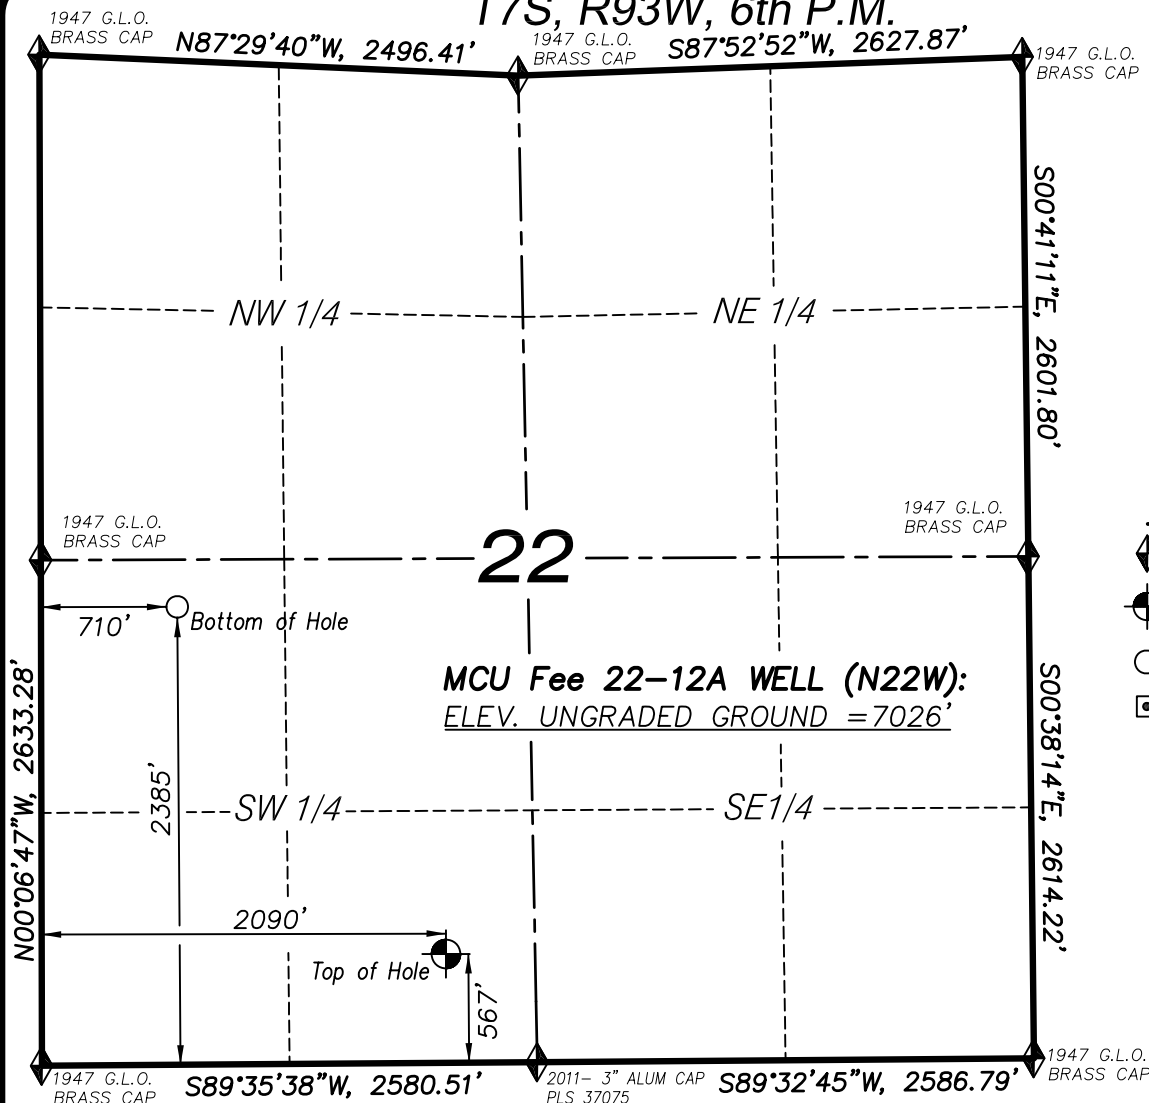 T7S, R93W, 6th P.M.
1947 G.L.O.
BRASS CAP
N87°29'40"W, 2496.41'
1947 G.L.O.
BRASS CAP
S87°52'52"W, 2627.87'
1947 G.L.O.
BRASS CAP
S00°41'11"E, 2601.80'
NW 1/4
NE 1/4
1947 G.L.O.
BRASS CAP
22
1947 G.L.O.
BRASS CAP
710'
Bottom of Hole
MCU Fee 22-12A WELL (N22W):
ELEV. UNGRADED GROUND =7026'
N00°06'47"W, 2633.28'
2385'
S00°38'14"E, 2614.22'
SW 1/4
SE1/4
2090'
Top of Hole
567'
1947 G.L.O.
BRASS CAP
S89°35'38"W, 2580.51'
2011- 3" ALUM CAP
PLS 37075
S89°32'45"W, 2586.79'
1947 G.L.O.
BRASS CAP